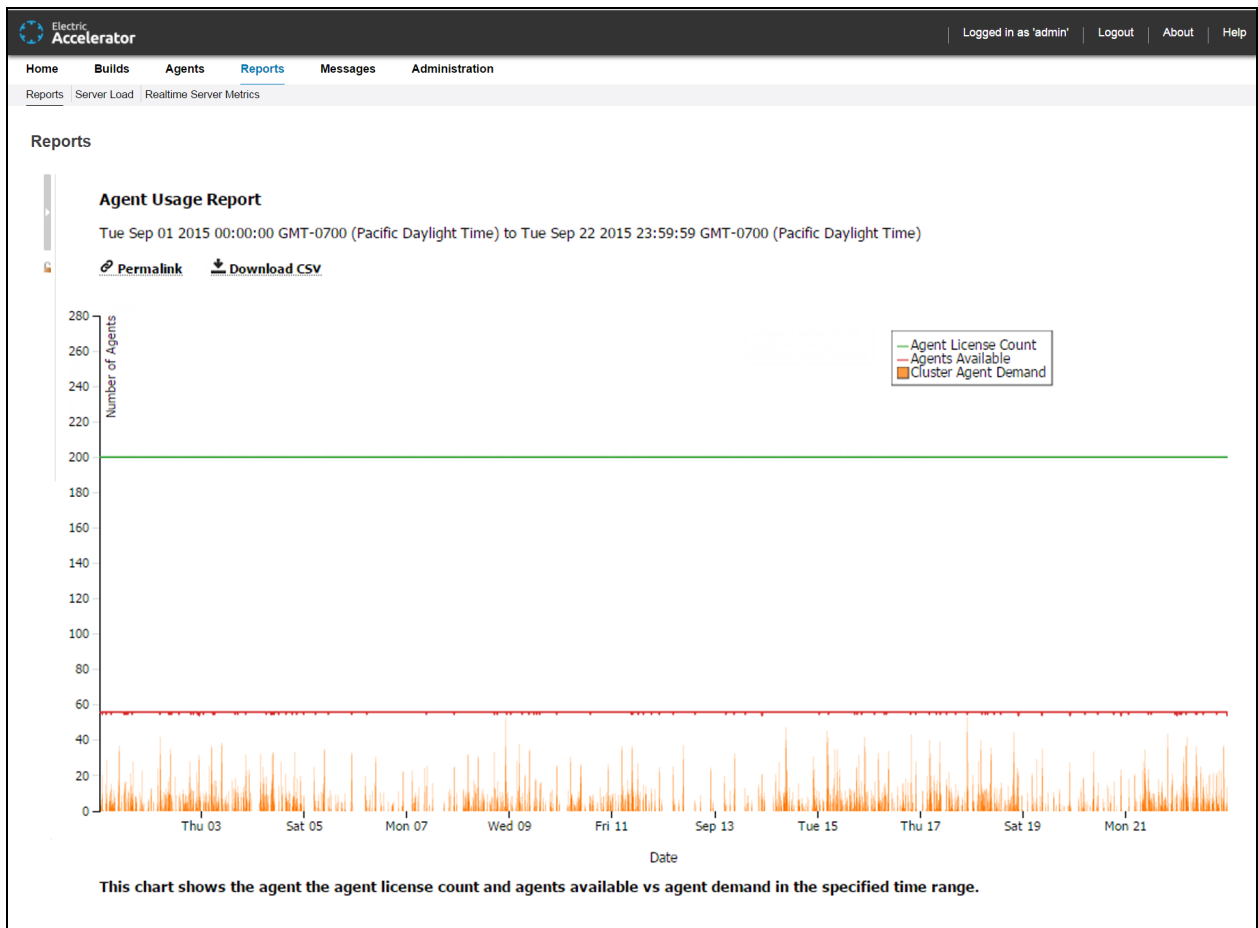 Electric
Accelerator
Logged in as 'admin' Logout About Help
Home Builds Agents Reports Messages Administration
Reports Server Load Realtime Server Metrics
Reports
Agent Usage Report
Tue Sep 01 2015 00:00:00 GMT-0700 (Pacific Daylight Time) to Tue Sep 22 2015 23:59:59 GMT-0700 (Pacific Daylight Time)
Permalink Download CSV
Number of Agents
280
260
240
220
200
180
160
140
120
100
80
60
40
20
0
Agent License Count
Agents Available
Cluster Agent Demand
Thu 03 Sat 05 Mon 07 Wed 09 Fri 11 Sep 13 Tue 15 Thu 17 Sat 19 Mon 21
Date
This chart shows the agent the agent license count and agents available vs agent demand in the specified time range.